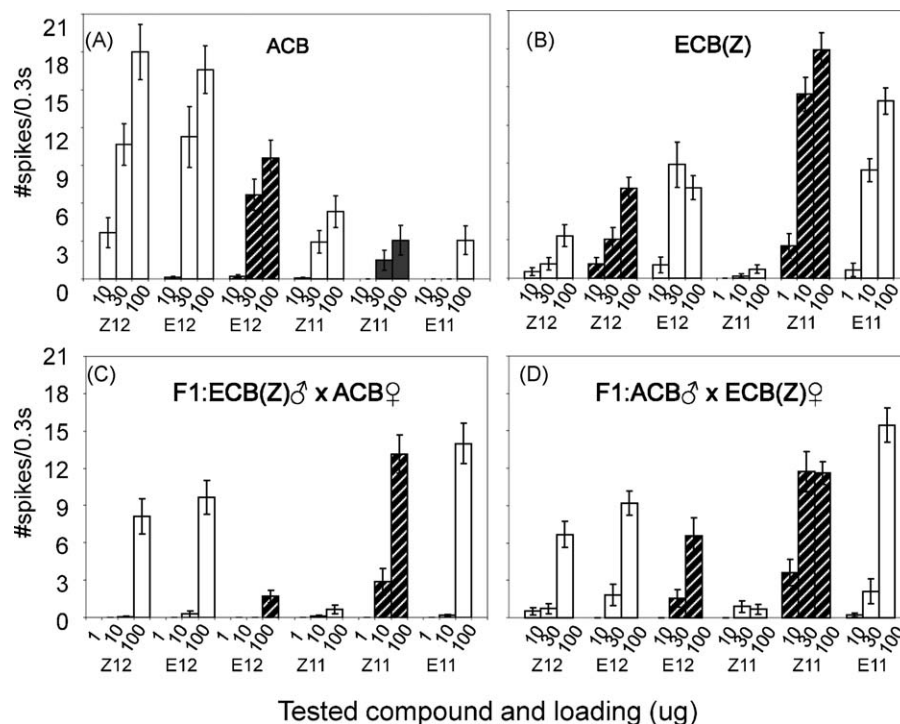 (A) ACB
(B) ECB(Z)
#spikes/0.3s
21
18
15
12
9
6
3
0
10 30 100 10 30 100 10 30 100 10 30 100 10 30 100 10 30 100
Z12 E12 E12 Z11 Z11 E11
10 30 100 10 30 100 10 30 100 1 10 100 1 10 100 1 10 100
Z12 Z12 E12 Z11 Z11 E11
(C) F1:ECB(Z)♂ x ACB♀
(D) F1:ACB♂ x ECB(Z)♀
#spikes/0.3s
21
18
15
12
9
6
3
0
1 10 100 1 10 100 1 10 100 1 10 100 1 10 100 1 10 100
Z12 E12 E12 Z11 Z11 E11
10 30 100 10 30 100 10 30 100 10 30 100 10 30 100 10 30 100
Z12 E12 E12 Z11 Z11 E11
Tested compound and loading (ug)